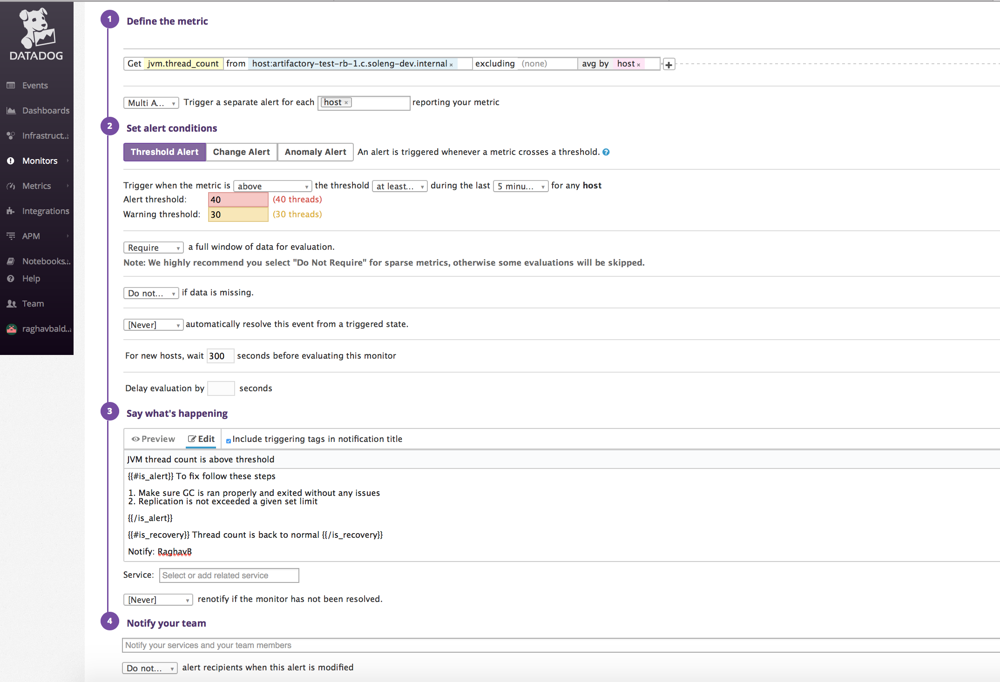 DATADOG
Events
Dashboards
Infrastruct...
Monitors
Metrics
Integrations
APM
Notebooks...
Help
Team
raghavbald...
1 Define the metric
Get jvm.thread_count from host:artifactory-test-rb-1.c.soleng-dev.internal × excluding (none) avg by host ×
Multi A... Trigger a separate alert for each host × reporting your metric
2 Set alert conditions
Threshold Alert Change Alert Anomaly Alert An alert is triggered whenever a metric crosses a threshold. ?
Trigger when the metric is above the threshold at least... during the last 5 minu... for any host
Alert threshold: 40 (40 threads)
Warning threshold: 30 (30 threads)
Require a full window of data for evaluation.
Note: We highly recommend you select "Do Not Require" for sparse metrics, otherwise some evaluations will be skipped.
Do not... if data is missing.
[Never] automatically resolve this event from a triggered state.
For new hosts, wait 300 seconds before evaluating this monitor
Delay evaluation by seconds
3 Say what's happening
Preview Edit Include triggering tags in notification title
JVM thread count is above threshold
{{#is_alert}} To fix follow these steps
1. Make sure GC is ran properly and exited without any issues
2. Replication is not exceeded a given set limit
{{/is_alert}}
{{#is_recovery}} Thread count is back to normal {{/is_recovery}}
Notify: RaghavB
Service: Select or add related service
[Never] renotify if the monitor has not been resolved.
4 Notify your team
Notify your services and your team members
Do not... alert recipients when this alert is modified